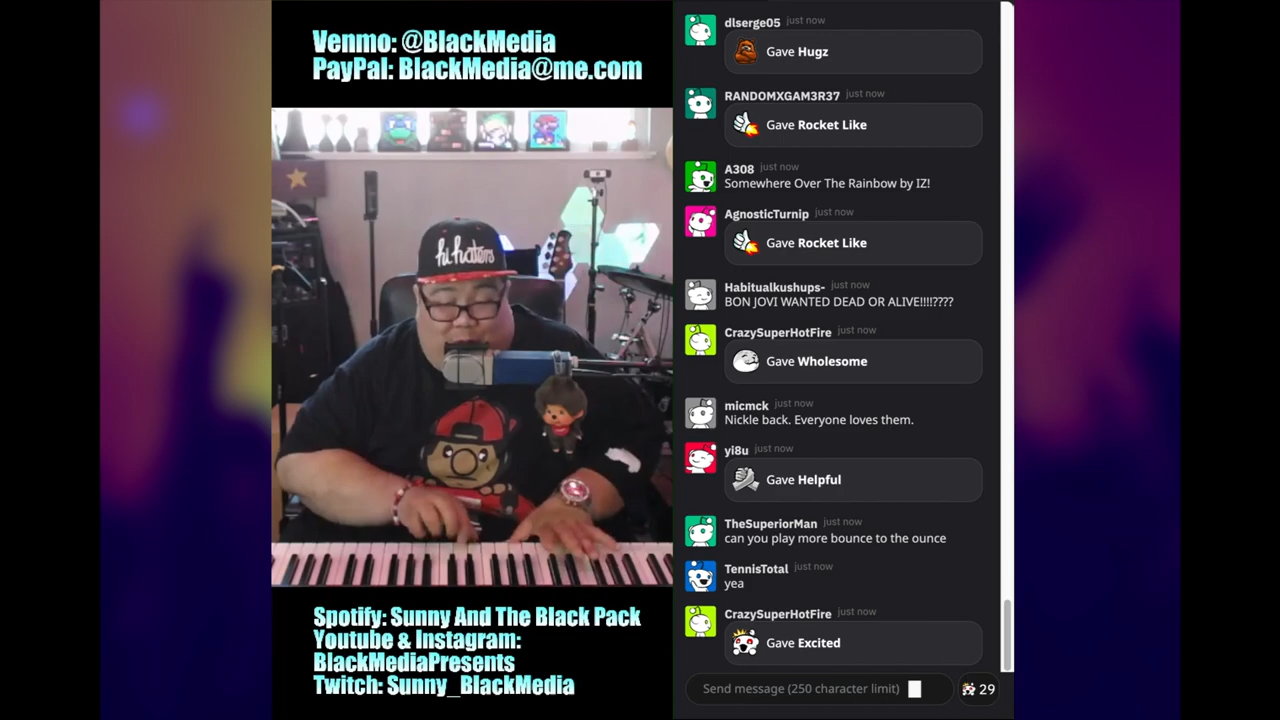 Venmo: @BlackMedia
PayPal: BlackMedia@me.com
hi haters
Spotify: Sunny And The Black Pack
Youtube & Instagram:
BlackMediaPresents
Twitch: Sunny_BlackMedia
dlserge05 just now
Gave Hugz
RANDOMXGAM3R37 just now
Gave Rocket Like
A308 just now
Somewhere Over The Rainbow by IZ!
AgnosticTurnip just now
Gave Rocket Like
Habitualkushups- just now
BON JOVI WANTED DEAD OR ALIVE!!!!????
CrazySuperHotFire just now
Gave Wholesome
micmck just now
Nickle back. Everyone loves them.
yi8u just now
Gave Helpful
TheSuperiorMan just now
can you play more bounce to the ounce
TennisTotal just now
yea
CrazySuperHotFire just now
Gave Excited
Send message (250 character limit)
29